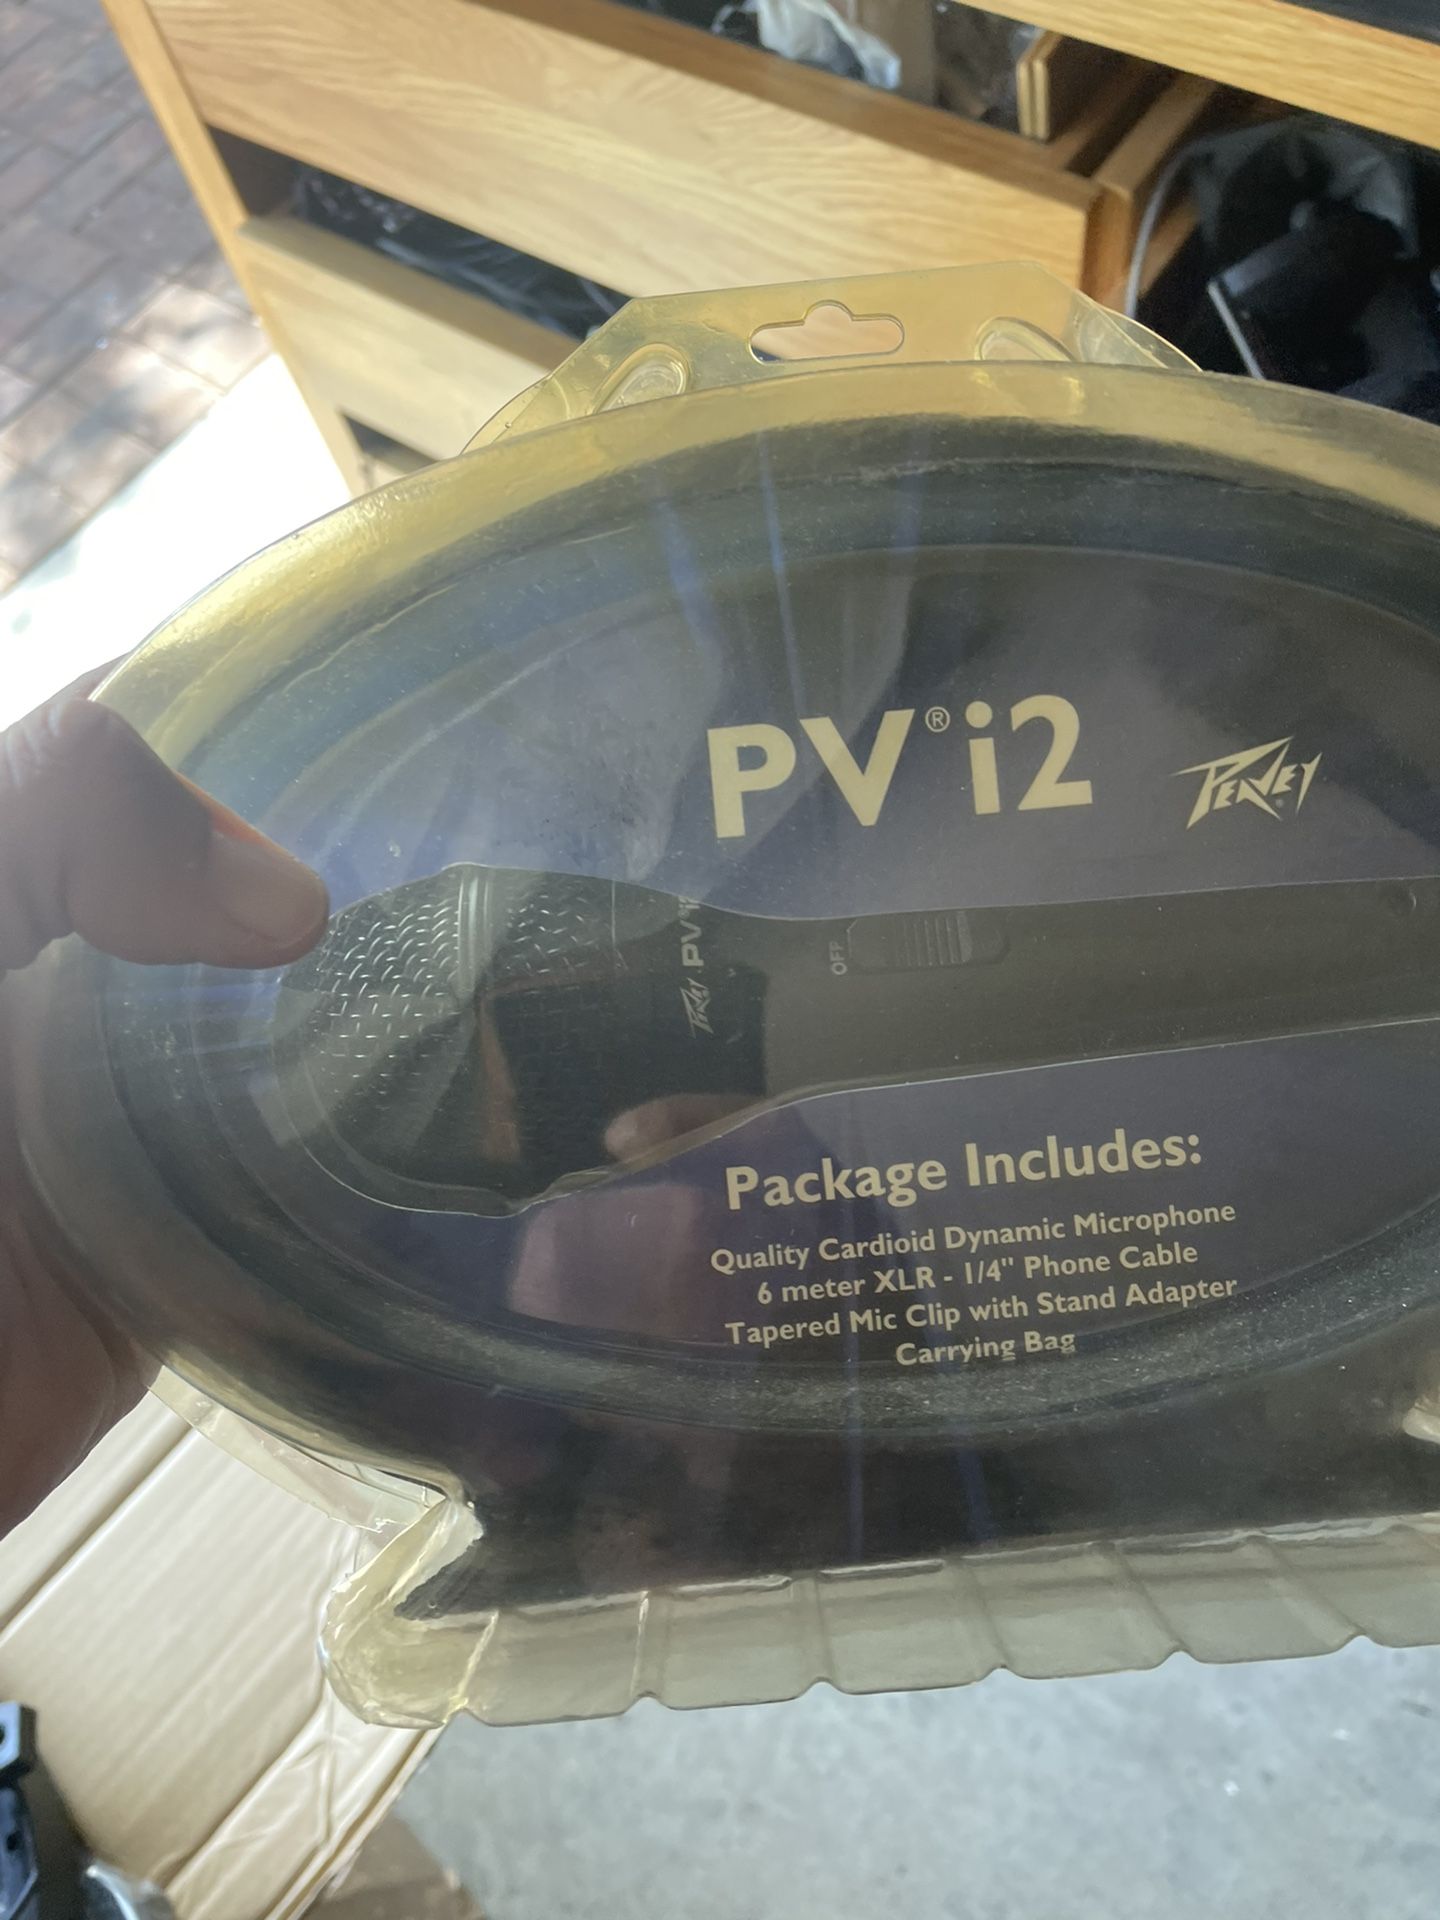 PV® i2
PEAVEY®
PEAVEY PV®i2
OFF
Package Includes:
Quality Cardioid Dynamic Microphone
6 meter XLR - 1/4" Phone Cable
Tapered Mic Clip with Stand Adapter
Carrying Bag